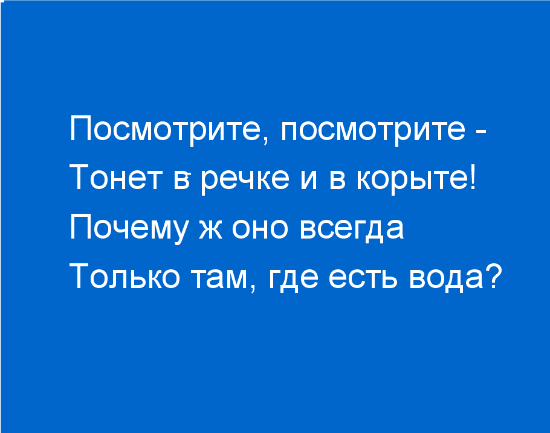 Посмотрите, посмотрите -
Тонет в речке и в корыте!
Почему ж оно всегда
Только там, где есть вода?